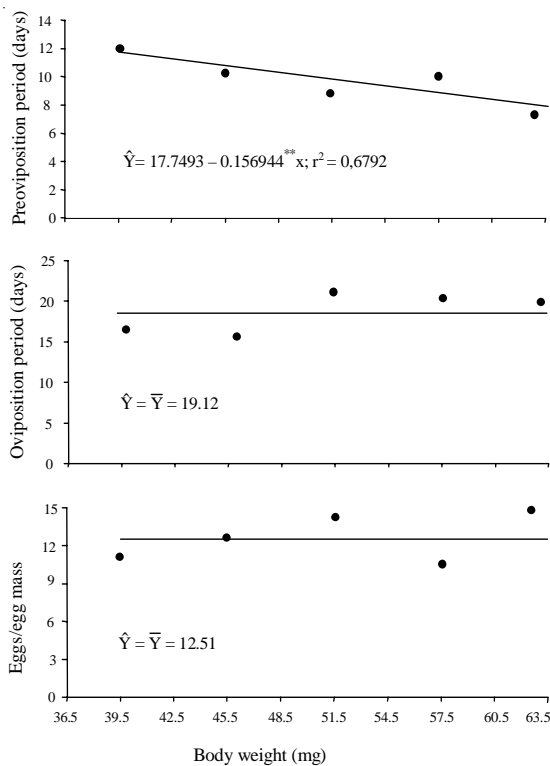 14
12
10
8
6
4
2
0
Preoviposition period (days)
Ŷ= 17.7493 – 0.156944**x; r² = 0,6792
25
20
15
10
5
0
Oviposition period (days)
Ŷ = Y̅ = 19.12
15
12
9
6
3
0
Eggs/egg mass
Ŷ = Y̅ = 12.51
36.5 39.5 42.5 45.5 48.5 51.5 54.5 57.5 60.5 63.5
Body weight (mg)